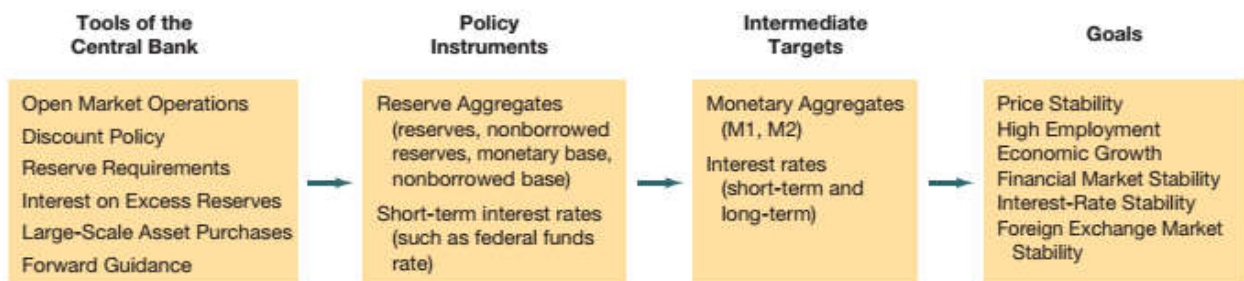 Tools of the
Central Bank
Policy
Instruments
Intermediate
Targets
Goals
Open Market Operations
Discount Policy
Reserve Requirements
Interest on Excess Reserves
Large-Scale Asset Purchases
Forward Guidance
Reserve Aggregates
(reserves, nonborrowed
reserves, monetary base,
nonborrowed base)
Short-term interest rates
(such as federal funds
rate)
Monetary Aggregates
(M1, M2)
Interest rates
(short-term and
long-term)
Price Stability
High Employment
Economic Growth
Financial Market Stability
Interest-Rate Stability
Foreign Exchange Market
Stability